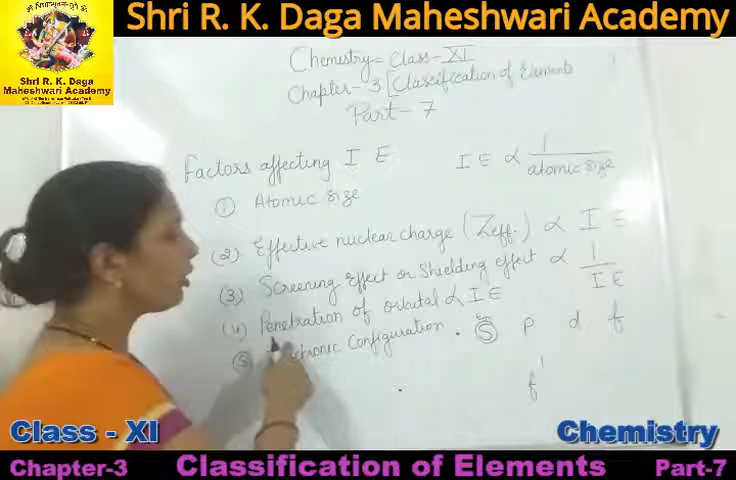 Shri R. K. Daga Maheshwari Academy
Shri R. K. Daga
Maheshwari Academy
Chemistry - Class - XI
Chapter - 3 [Classification of Elements
Part - 7
Factors affecting I E
I E ∝ 1 / atomic size
(1) Atomic size
(2) Effective nuclear charge (Zeff.) ∝ I E
(3) Screening Effect or Shielding effect ∝ 1 / I E
(4) Penetration of orbital ∝ I E
(5) Electronic Configuration . S p d f
f
Class - XI
Chemistry
Chapter-3 Classification of Elements Part-7